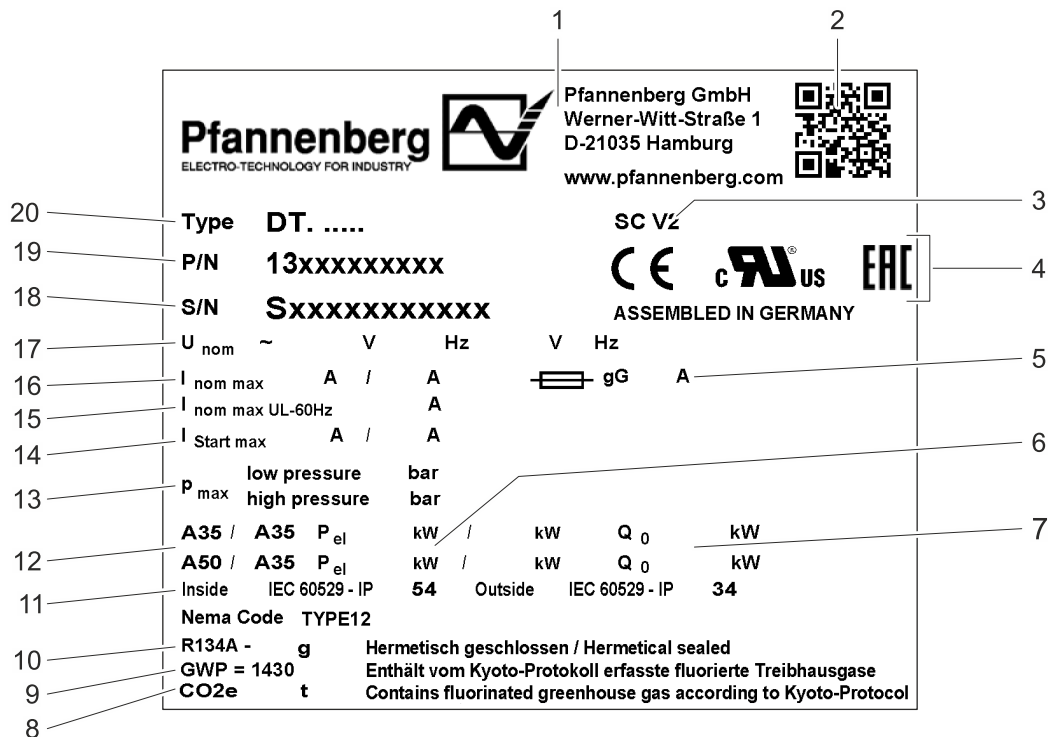 1 2
Pfannenberg
ELECTRO-TECHNOLOGY FOR INDUSTRY
Pfannenberg GmbH
Werner-Witt-Straße 1
D-21035 Hamburg
www.pfannenberg.com
20 Type DT. ..... SC V2 3
19 P/N 13xxxxxxxxx CE c RU ® US EAC 4
18 S/N Sxxxxxxxxxxx ASSEMBLED IN GERMANY
17 U nom ~ V Hz V Hz
16 I nom max A / A gG A 5
15 I nom max UL-60Hz A
14 I Start max A / A
6
13 p max low pressure bar
high pressure bar
12 A35 / A35 P el kW / kW Q 0 kW 7
A50 / A35 P el kW / kW Q 0 kW
11 Inside IEC 60529 - IP 54 Outside IEC 60529 - IP 34
Nema Code TYPE12
10 R134A - g Hermetisch geschlossen / Hermetical sealed
9 GWP = 1430 Enthält vom Kyoto-Protokoll erfasste fluorierte Treibhausgase
8 CO2e t Contains fluorinated greenhouse gas according to Kyoto-Protocol